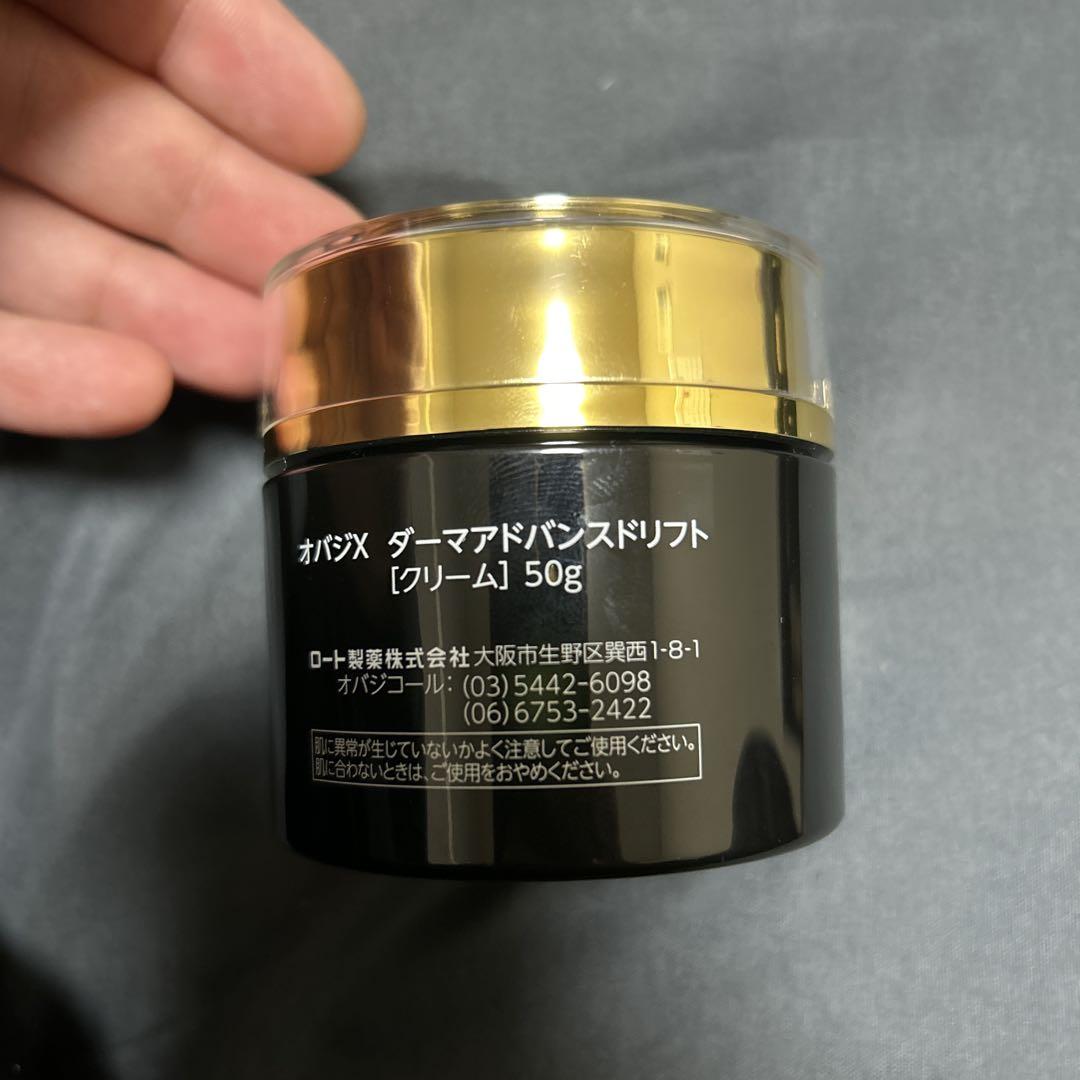 オバジX ダーマアドバンスドリフト
[クリーム] 50g
ロート製薬株式会社 大阪市生野区巽西1-8-1
オバジコール: (03)5442-6098
(06)6753-2422
肌に異常が生じていないかよく注意してご使用ください。
肌に合わないときは、ご使用をおやめください。